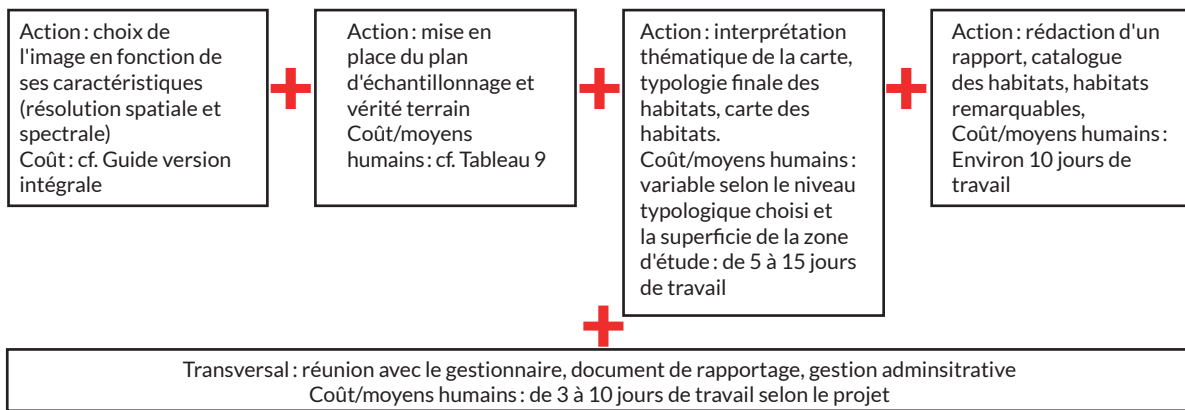 Action : choix de
l'image en fonction de
ses caractéristiques
(résolution spatiale et
spectrale)
Coût : cf. Guide version
intégrale
Action : mise en
place du plan
d'échantillonnage et
vérité terrain
Coût/moyens
humains : cf. Tableau 9
Action : interprétation
thématique de la carte,
typologie finale des
habitats, carte des
habitats.
Coût/moyens humains :
variable selon le niveau
typologique choisi et
la superficie de la zone
d'étude : de 5 à 15 jours
de travail
Action : rédaction d'un
rapport, catalogue
des habitats, habitats
remarquables,
Coût/moyens humains :
Environ 10 jours de
travail
Transversal : réunion avec le gestionnaire, document de rapportage, gestion adminsitrative
Coût/moyens humains : de 3 à 10 jours de travail selon le projet